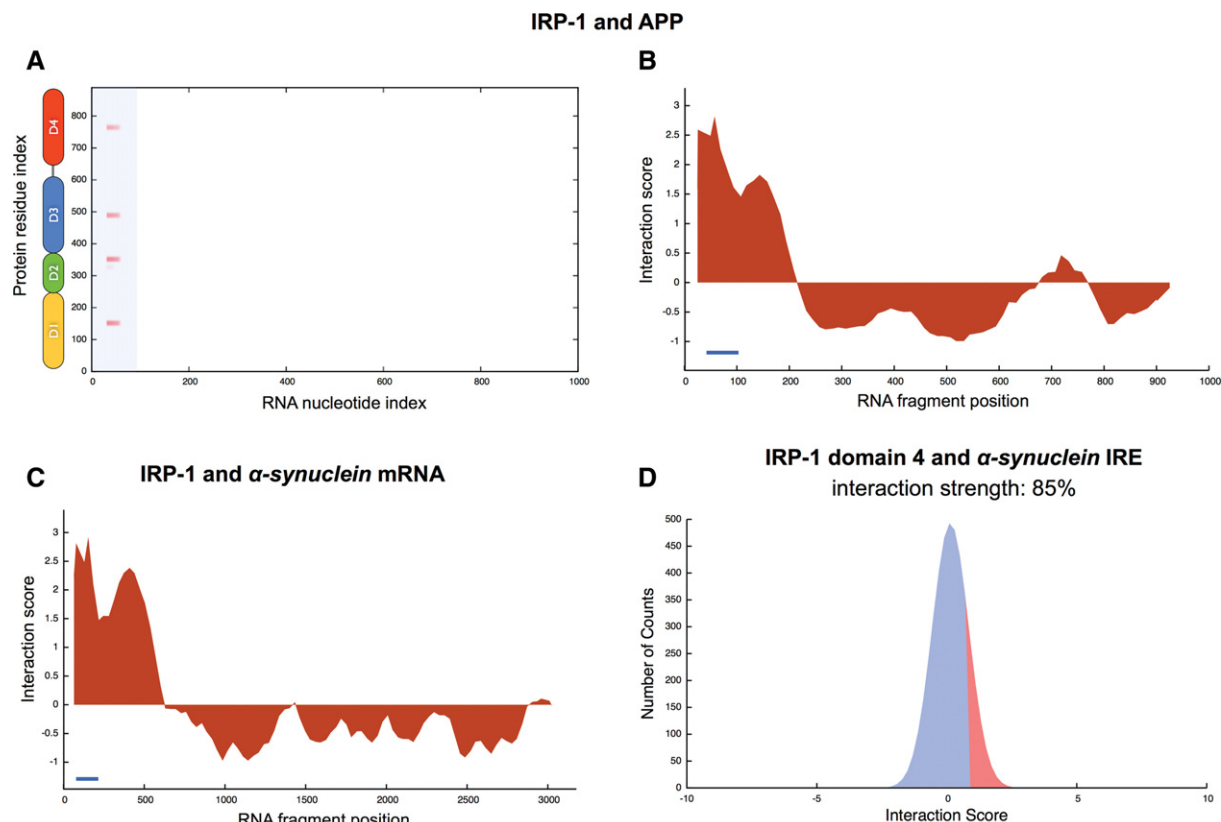 IRP-1 and APP
A
D4
D3
D2
D1
Protein residue index
800
700
600
500
400
300
200
100
0
0 200 400 600 800 1000
RNA nucleotide index
B
Interaction score
3
2.5
2
1.5
1
0.5
0
-0.5
-1
0 100 200 300 400 500 600 700 800 900 1000
RNA fragment position
C
IRP-1 and α-synuclein mRNA
Interaction score
3
2.5
2
1.5
1
0.5
0
-0.5
-1
0 500 1000 1500 2000 2500 3000
RNA fragment position
D
IRP-1 domain 4 and α-synuclein IRE
interaction strength: 85%
Number of Counts
500
450
400
350
300
250
200
150
100
50
0
-10 -5 0 5 10
Interaction Score